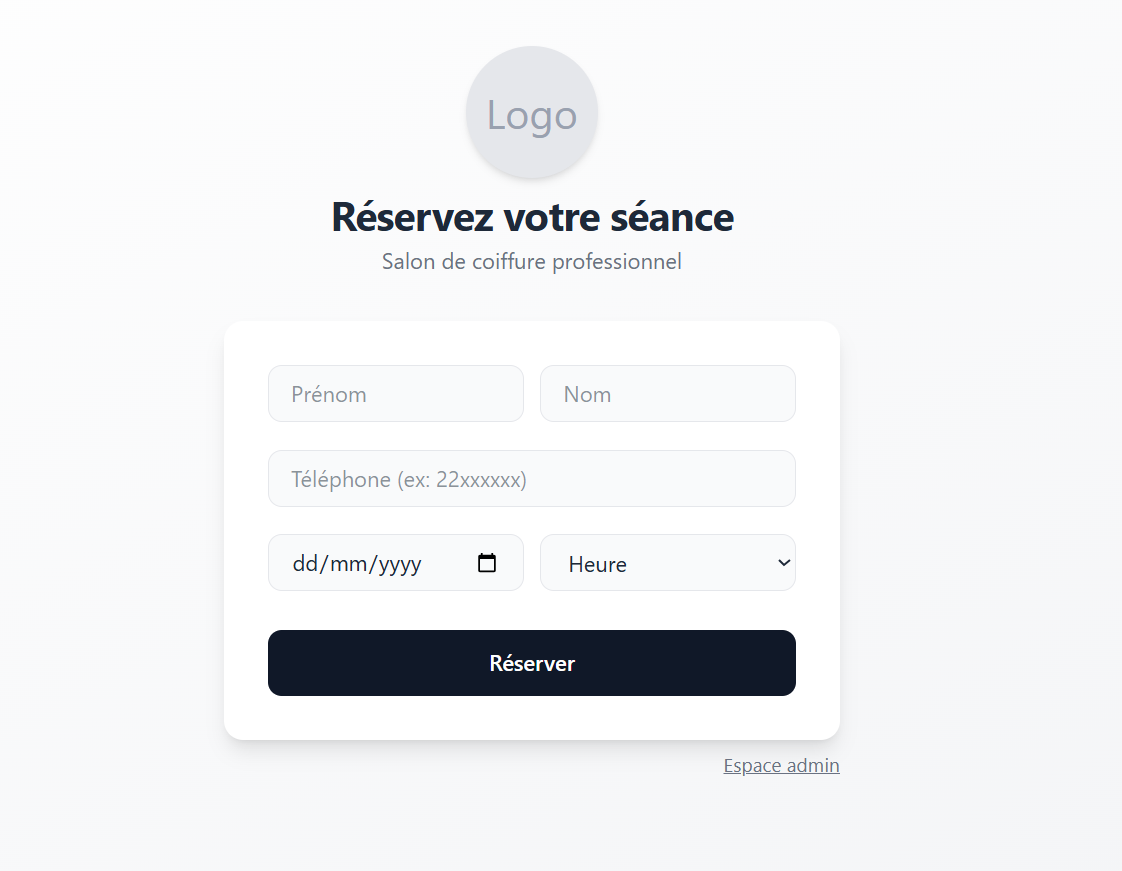 Logo
Réservez votre séance
Salon de coiffure professionnel
Prénom
Nom
Téléphone (ex: 22xxxxxx)
dd/mm/yyyy
Heure
Réserver
Espace admin